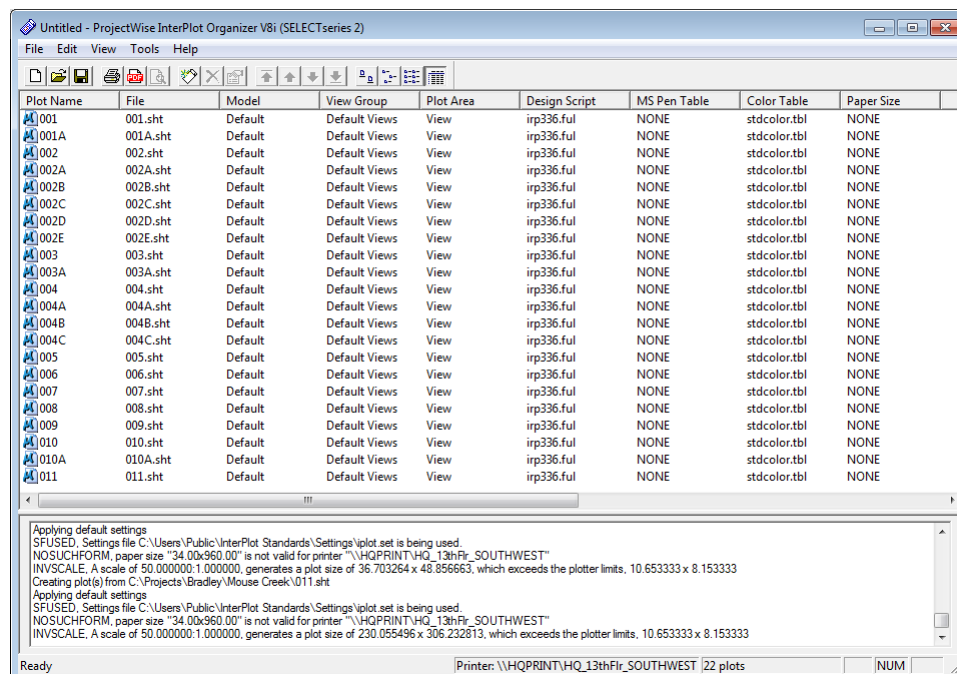 Untitled - ProjectWise InterPlot Organizer V8i (SELECTseries 2)
File Edit View Tools Help
Plot Name File Model View Group Plot Area Design Script MS Pen Table Color Table Paper Size
001 001.sht Default Default Views View irp336.ful NONE stdcolor.tbl NONE
001A 001A.sht Default Default Views View irp336.ful NONE stdcolor.tbl NONE
002 002.sht Default Default Views View irp336.ful NONE stdcolor.tbl NONE
002A 002A.sht Default Default Views View irp336.ful NONE stdcolor.tbl NONE
002B 002B.sht Default Default Views View irp336.ful NONE stdcolor.tbl NONE
002C 002C.sht Default Default Views View irp336.ful NONE stdcolor.tbl NONE
002D 002D.sht Default Default Views View irp336.ful NONE stdcolor.tbl NONE
002E 002E.sht Default Default Views View irp336.ful NONE stdcolor.tbl NONE
003 003.sht Default Default Views View irp336.ful NONE stdcolor.tbl NONE
003A 003A.sht Default Default Views View irp336.ful NONE stdcolor.tbl NONE
004 004.sht Default Default Views View irp336.ful NONE stdcolor.tbl NONE
004A 004A.sht Default Default Views View irp336.ful NONE stdcolor.tbl NONE
004B 004B.sht Default Default Views View irp336.ful NONE stdcolor.tbl NONE
004C 004C.sht Default Default Views View irp336.ful NONE stdcolor.tbl NONE
005 005.sht Default Default Views View irp336.ful NONE stdcolor.tbl NONE
006 006.sht Default Default Views View irp336.ful NONE stdcolor.tbl NONE
007 007.sht Default Default Views View irp336.ful NONE stdcolor.tbl NONE
008 008.sht Default Default Views View irp336.ful NONE stdcolor.tbl NONE
009 009.sht Default Default Views View irp336.ful NONE stdcolor.tbl NONE
010 010.sht Default Default Views View irp336.ful NONE stdcolor.tbl NONE
010A 010A.sht Default Default Views View irp336.ful NONE stdcolor.tbl NONE
011 011.sht Default Default Views View irp336.ful NONE stdcolor.tbl NONE
Applying default settings
SFUSED, Settings file C:\Users\Public\InterPlot Standards\Settings\iplot.set is being used.
NOSUCHFORM, paper size "34.00x960.00" is not valid for printer "\\HQPRINT\HQ_13thFlr_SOUTHWEST"
INVSCALE, A scale of 50.000000:1.000000, generates a plot size of 36.703264 x 48.856663, which exceeds the plotter limits, 10.653333 x 8.153333
Creating plot(s) from C:\Projects\Bradley\Mouse Creek\011.sht
Applying default settings
SFUSED, Settings file C:\Users\Public\InterPlot Standards\Settings\iplot.set is being used.
NOSUCHFORM, paper size "34.00x960.00" is not valid for printer "\\HQPRINT\HQ_13thFlr_SOUTHWEST"
INVSCALE, A scale of 50.000000:1.000000, generates a plot size of 230.055496 x 306.232813, which exceeds the plotter limits, 10.653333 x 8.153333
Ready Printer: \\HQPRINT\HQ_13thFlr_SOUTHWEST 22 plots NUM